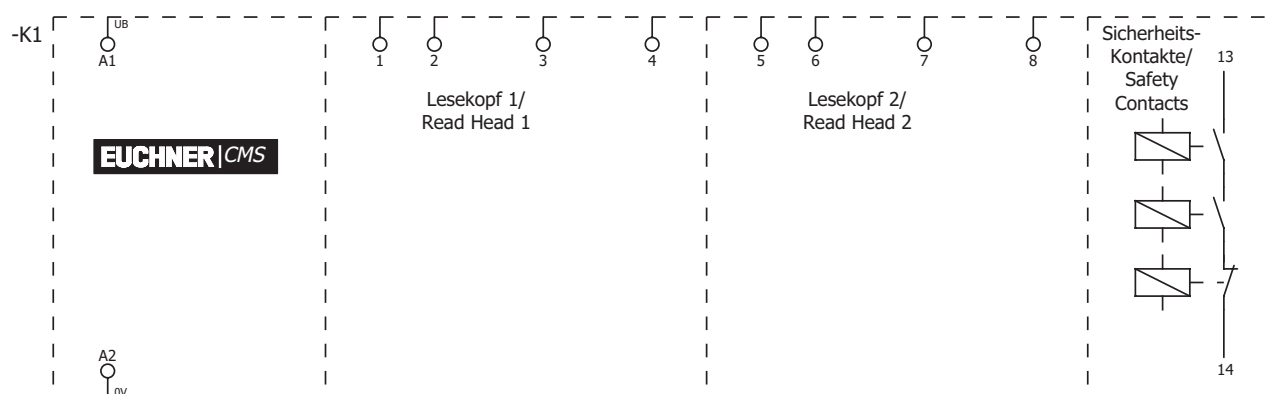 -K1
UB
A1
1
2
3
4
5
6
7
8
Sicherheits-
Kontakte/
Safety
Contacts
13
Lesekopf 1/
Read Head 1
Lesekopf 2/
Read Head 2
EUCHNER|CMS
A2
0V
14